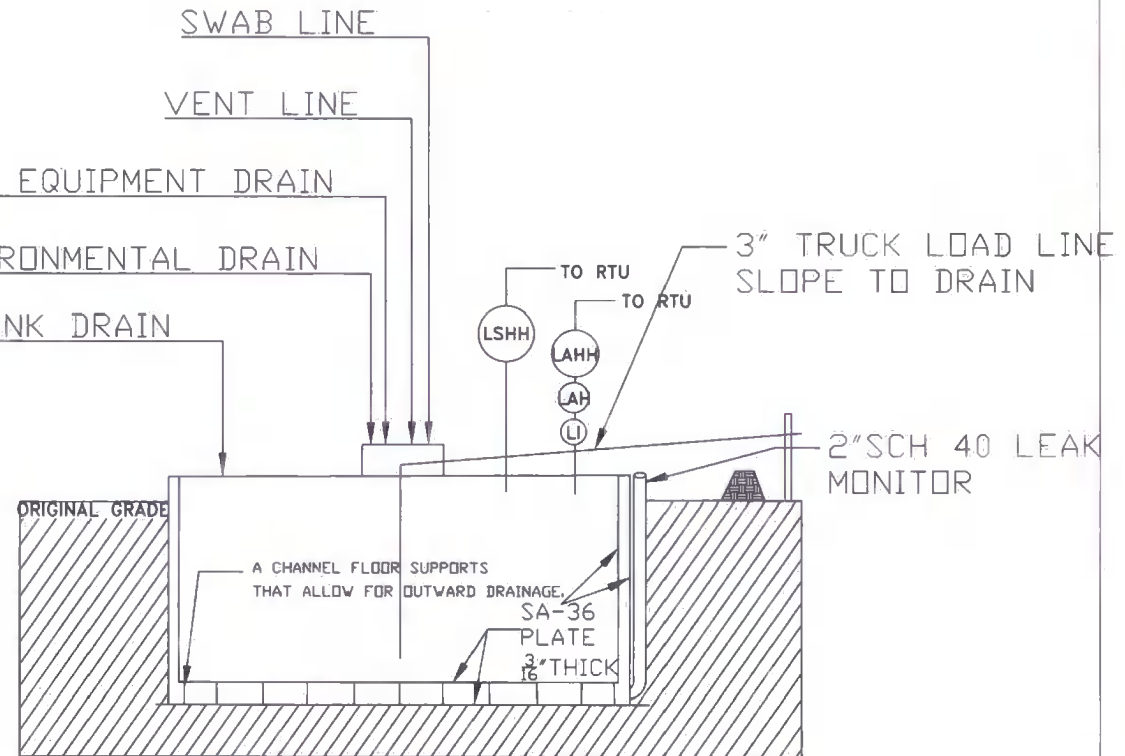 SWAB LINE
VENT LINE
EQUIPMENT DRAIN
RONMENTAL DRAIN
NK DRAIN
TO RTU
TO RTU
LSHH
LAHH
LAH
LI
3" TRUCK LOAD LINE
SLOPE TO DRAIN
2"SCH 40 LEAK
MONITOR
ORIGINAL GRADE
A CHANNEL FLOOR SUPPORTS
THAT ALLOW FOR OUTWARD DRAINAGE.
SA-36
PLATE
3/16"THICK